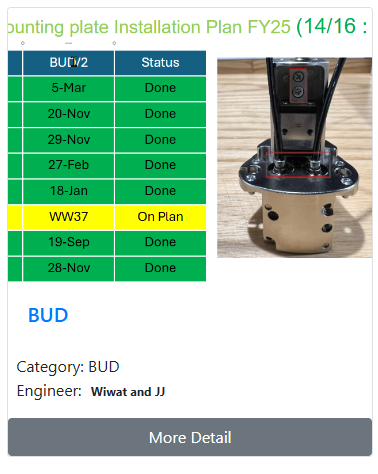 ounting plate Installation Plan FY25 (14/16 :
BUD/2 Status
5-Mar Done
20-Nov Done
29-Nov Done
27-Feb Done
18-Jan Done
WW37 On Plan
19-Sep Done
28-Nov Done
BUD
Category: BUD
Engineer: Wiwat and JJ
More Detail